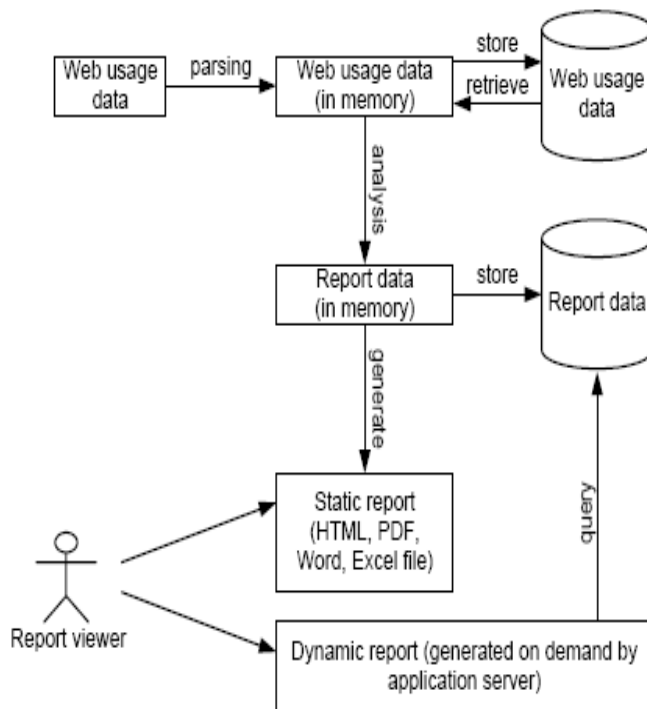 Web usage
data
parsing
Web usage data
(in memory)
store
retrieve
Web usage
data
analysis
Report data
(in memory)
store
Report data
generate
Static report
(HTML, PDF,
Word, Excel file)
query
Report viewer
Dynamic report (generated on demand by
application server)